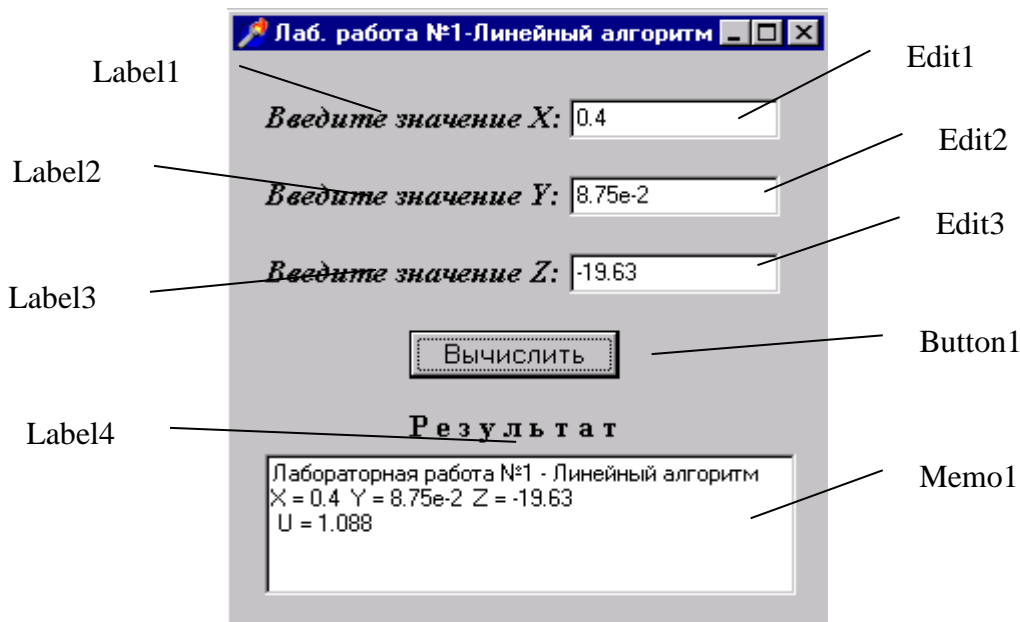 Лаб. работа №1-Линейный алгоритм
Label1
Edit1
Введите значение X: 0.4
Label2
Edit2
Введите значение Y: 8.75e-2
Edit3
Введите значение Z: -19.63
Label3
Вычислить
Button1
Label4
Результат
Лабораторная работа №1 - Линейный алгоритм
X = 0.4 Y = 8.75e-2 Z = -19.63
U = 1.088
Memo1